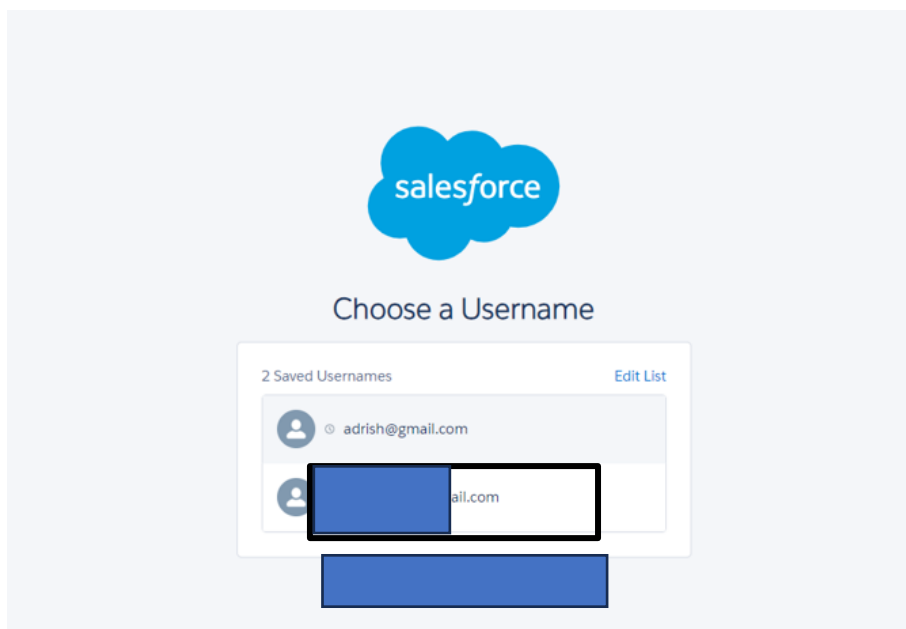 salesforce
Choose a Username
2 Saved Usernames Edit List
adrish@gmail.com
ail.com